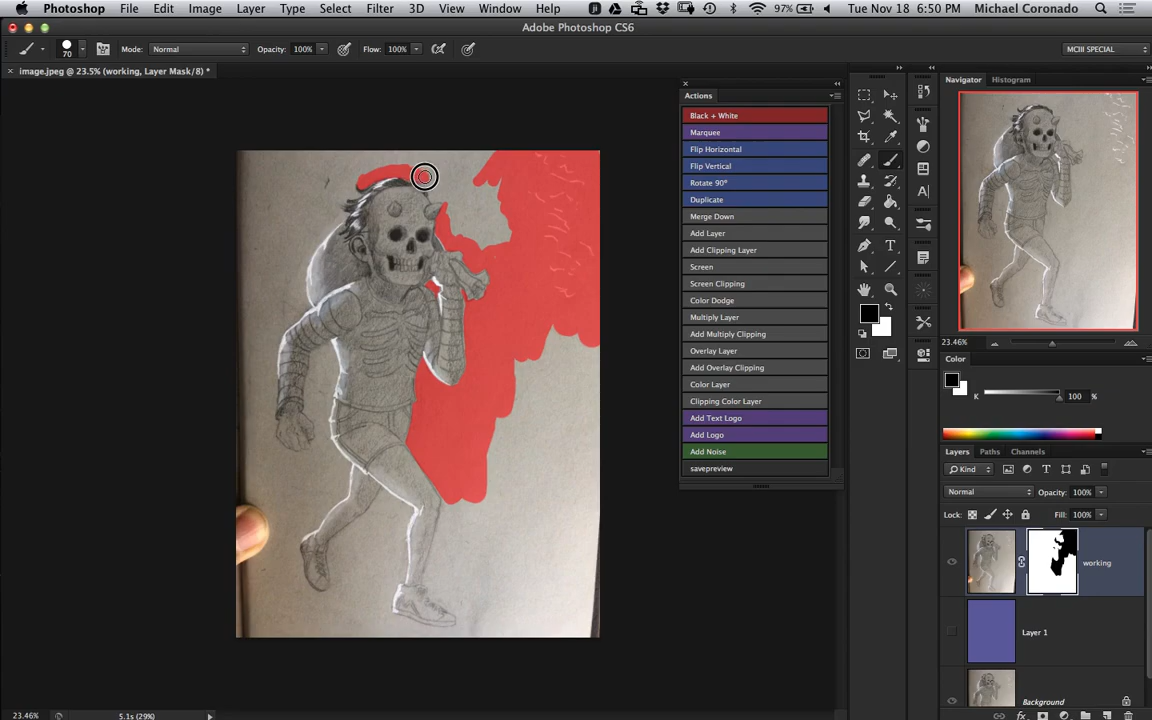 Photoshop File Edit Image Layer Type Select Filter 3D View Window Help 97% Tue Nov 18 6:50 PM Michael Coronado
Adobe Photoshop CS6
70 Mode: Normal Opacity: 100% Flow: 100% MCIII SPECIAL
× image.jpeg @ 23.5% (working, Layer Mask/8) *
Actions
Black + White
Marquee
Flip Horizontal
Flip Vertical
Rotate 90º
Duplicate
Merge Down
Add Layer
Add Clipping Layer
Screen
Screen Clipping
Color Dodge
Multiply Layer
Add Multiply Clipping
Overlay Layer
Add Overlay Clipping
Color Layer
Clipping Color Layer
Add Text Logo
Add Logo
Add Noise
savepreview
Navigator Histogram
23.46%
Color
K 100 %
Layers Paths Channels
Kind
Normal Opacity: 100%
Lock: Fill: 100%
working
Layer 1
Background
23.46% 5.1s (29%)